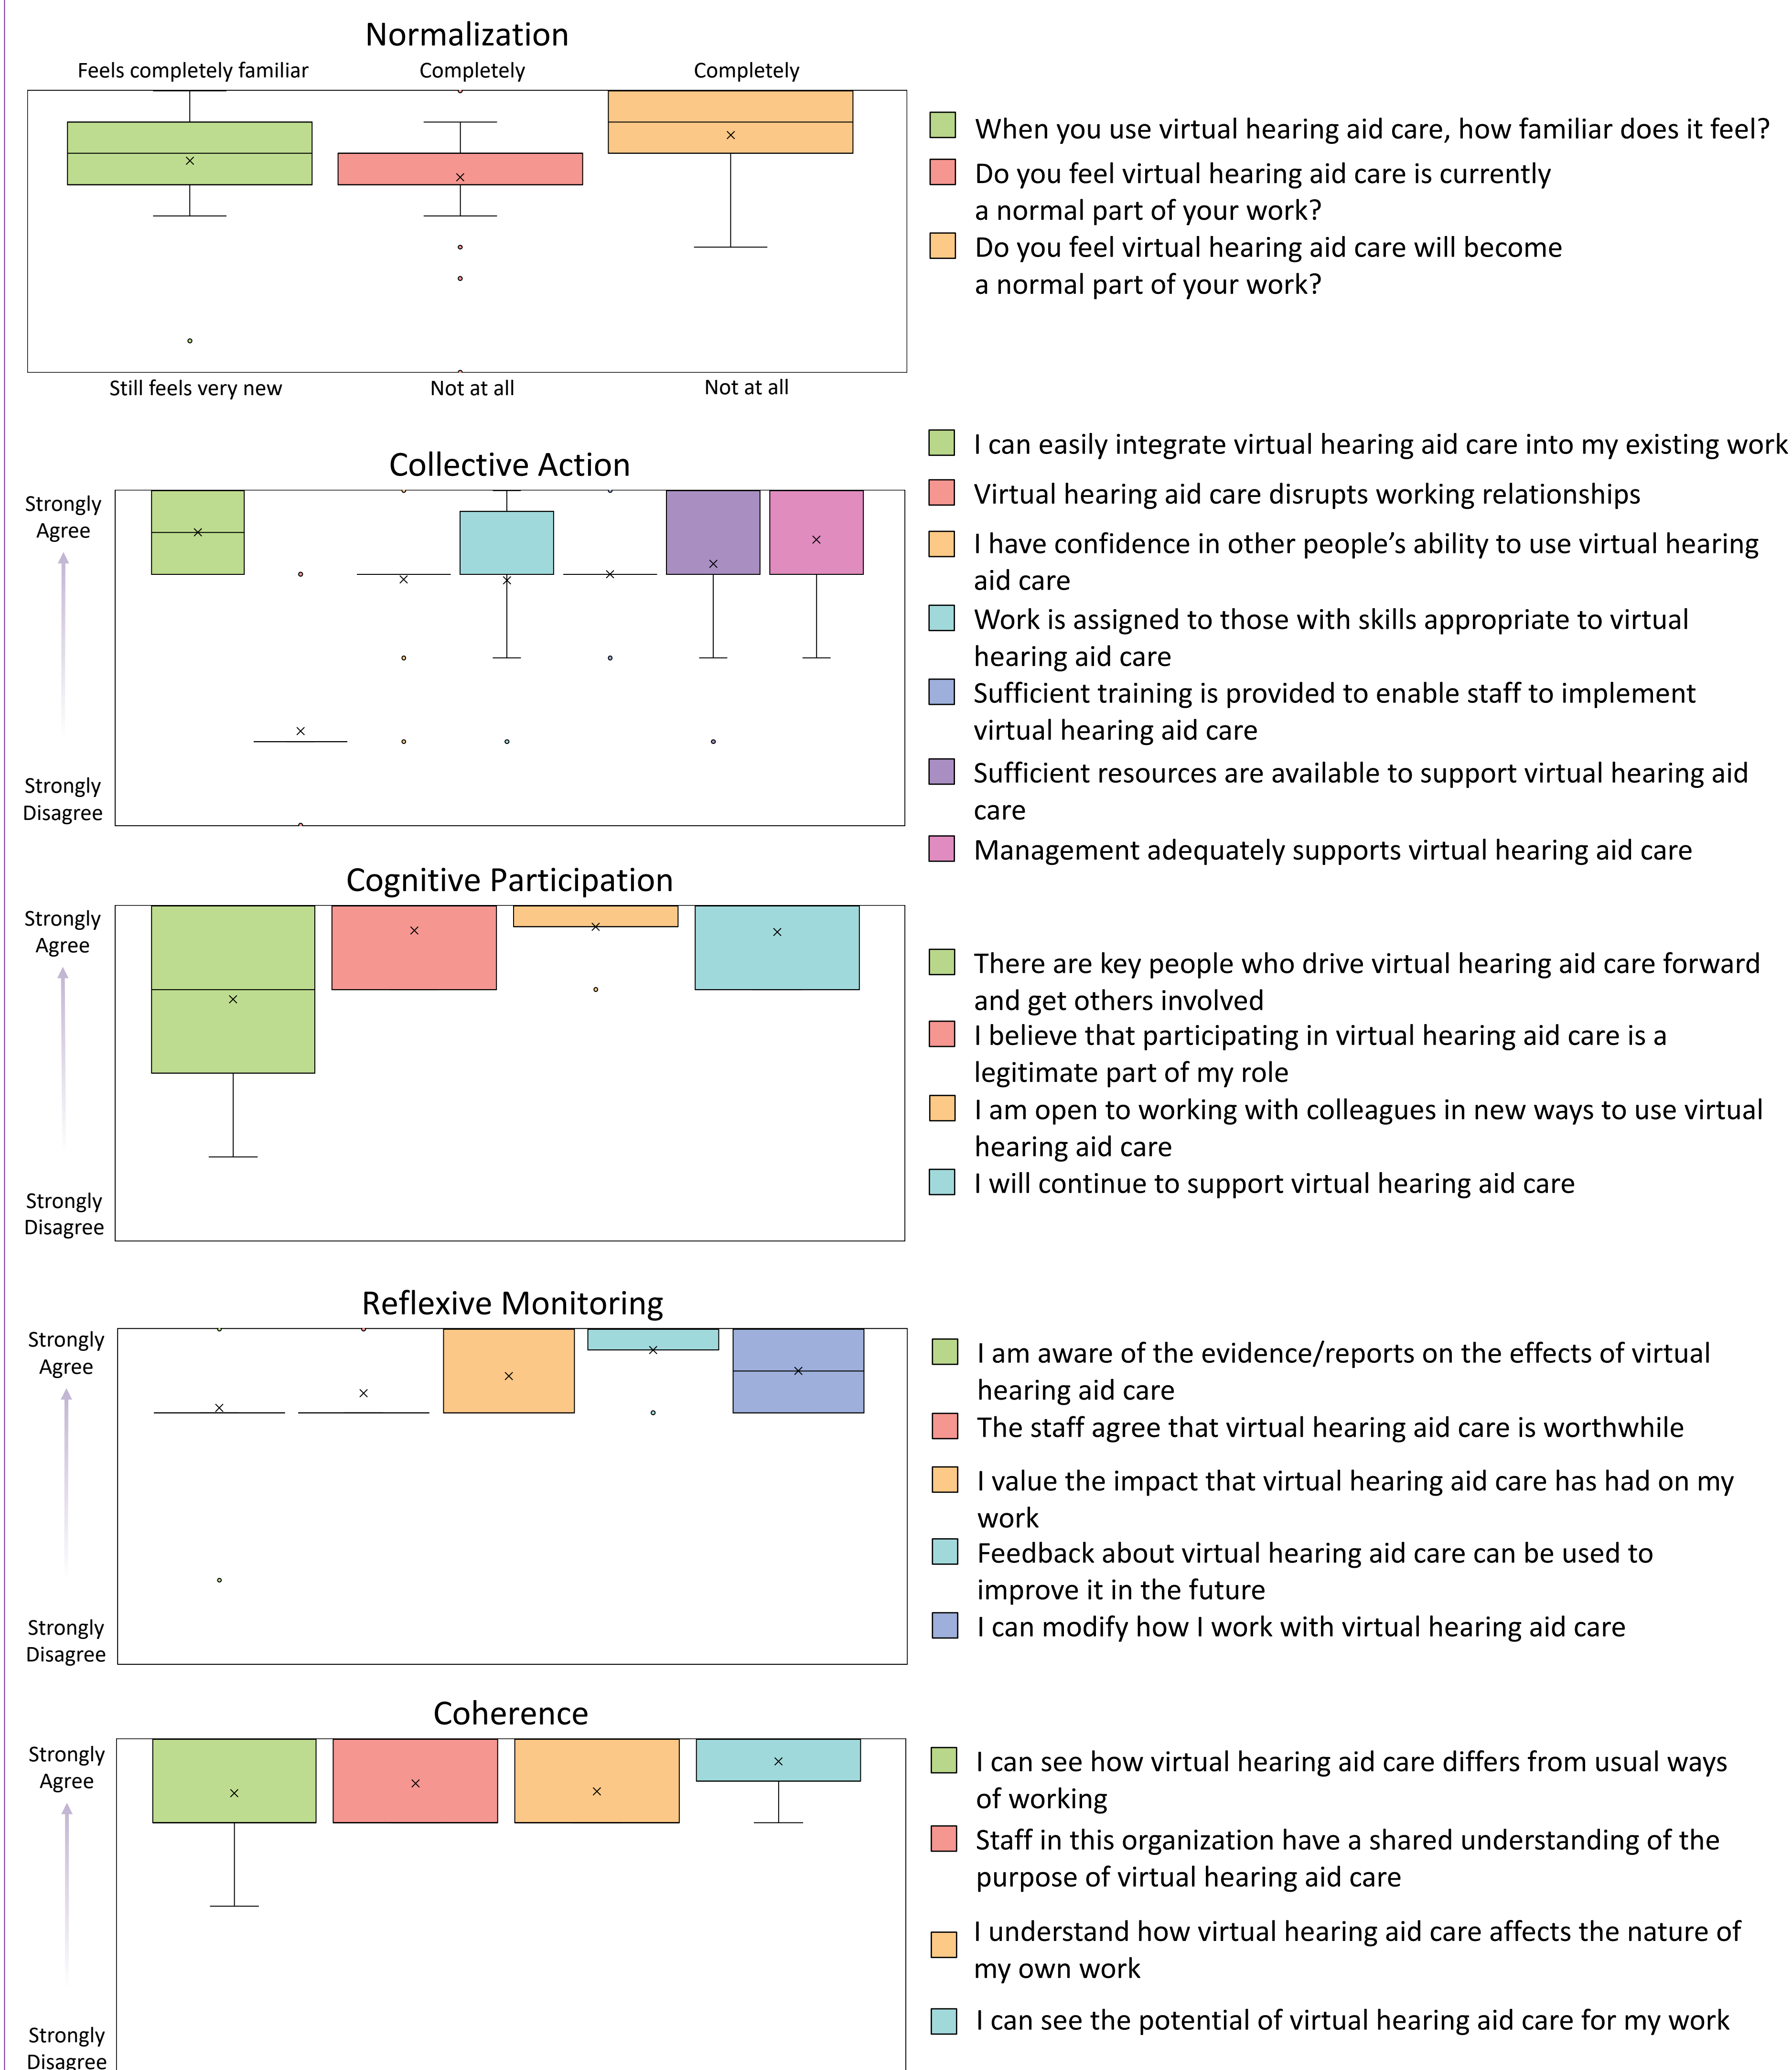 Normalization
Feels completely familiar
Completely
Completely
Still feels very new
Not at all
Not at all
When you use virtual hearing aid care, how familiar does it feel?
Do you feel virtual hearing aid care is currently
a normal part of your work?
Do you feel virtual hearing aid care will become
a normal part of your work?
Collective Action
Strongly
Agree
Strongly
Disagree
I can easily integrate virtual hearing aid care into my existing work
Virtual hearing aid care disrupts working relationships
I have confidence in other people’s ability to use virtual hearing
aid care
Work is assigned to those with skills appropriate to virtual
hearing aid care
Sufficient training is provided to enable staff to implement
virtual hearing aid care
Sufficient resources are available to support virtual hearing aid
care
Management adequately supports virtual hearing aid care
Cognitive Participation
Strongly
Agree
Strongly
Disagree
There are key people who drive virtual hearing aid care forward
and get others involved
I believe that participating in virtual hearing aid care is a
legitimate part of my role
I am open to working with colleagues in new ways to use virtual
hearing aid care
I will continue to support virtual hearing aid care
Reflexive Monitoring
Strongly
Agree
Strongly
Disagree
I am aware of the evidence/reports on the effects of virtual
hearing aid care
The staff agree that virtual hearing aid care is worthwhile
I value the impact that virtual hearing aid care has had on my
work
Feedback about virtual hearing aid care can be used to
improve it in the future
I can modify how I work with virtual hearing aid care
Coherence
Strongly
Agree
Strongly
Disagree
I can see how virtual hearing aid care differs from usual ways
of working
Staff in this organization have a shared understanding of the
purpose of virtual hearing aid care
I understand how virtual hearing aid care affects the nature of
my own work
I can see the potential of virtual hearing aid care for my work